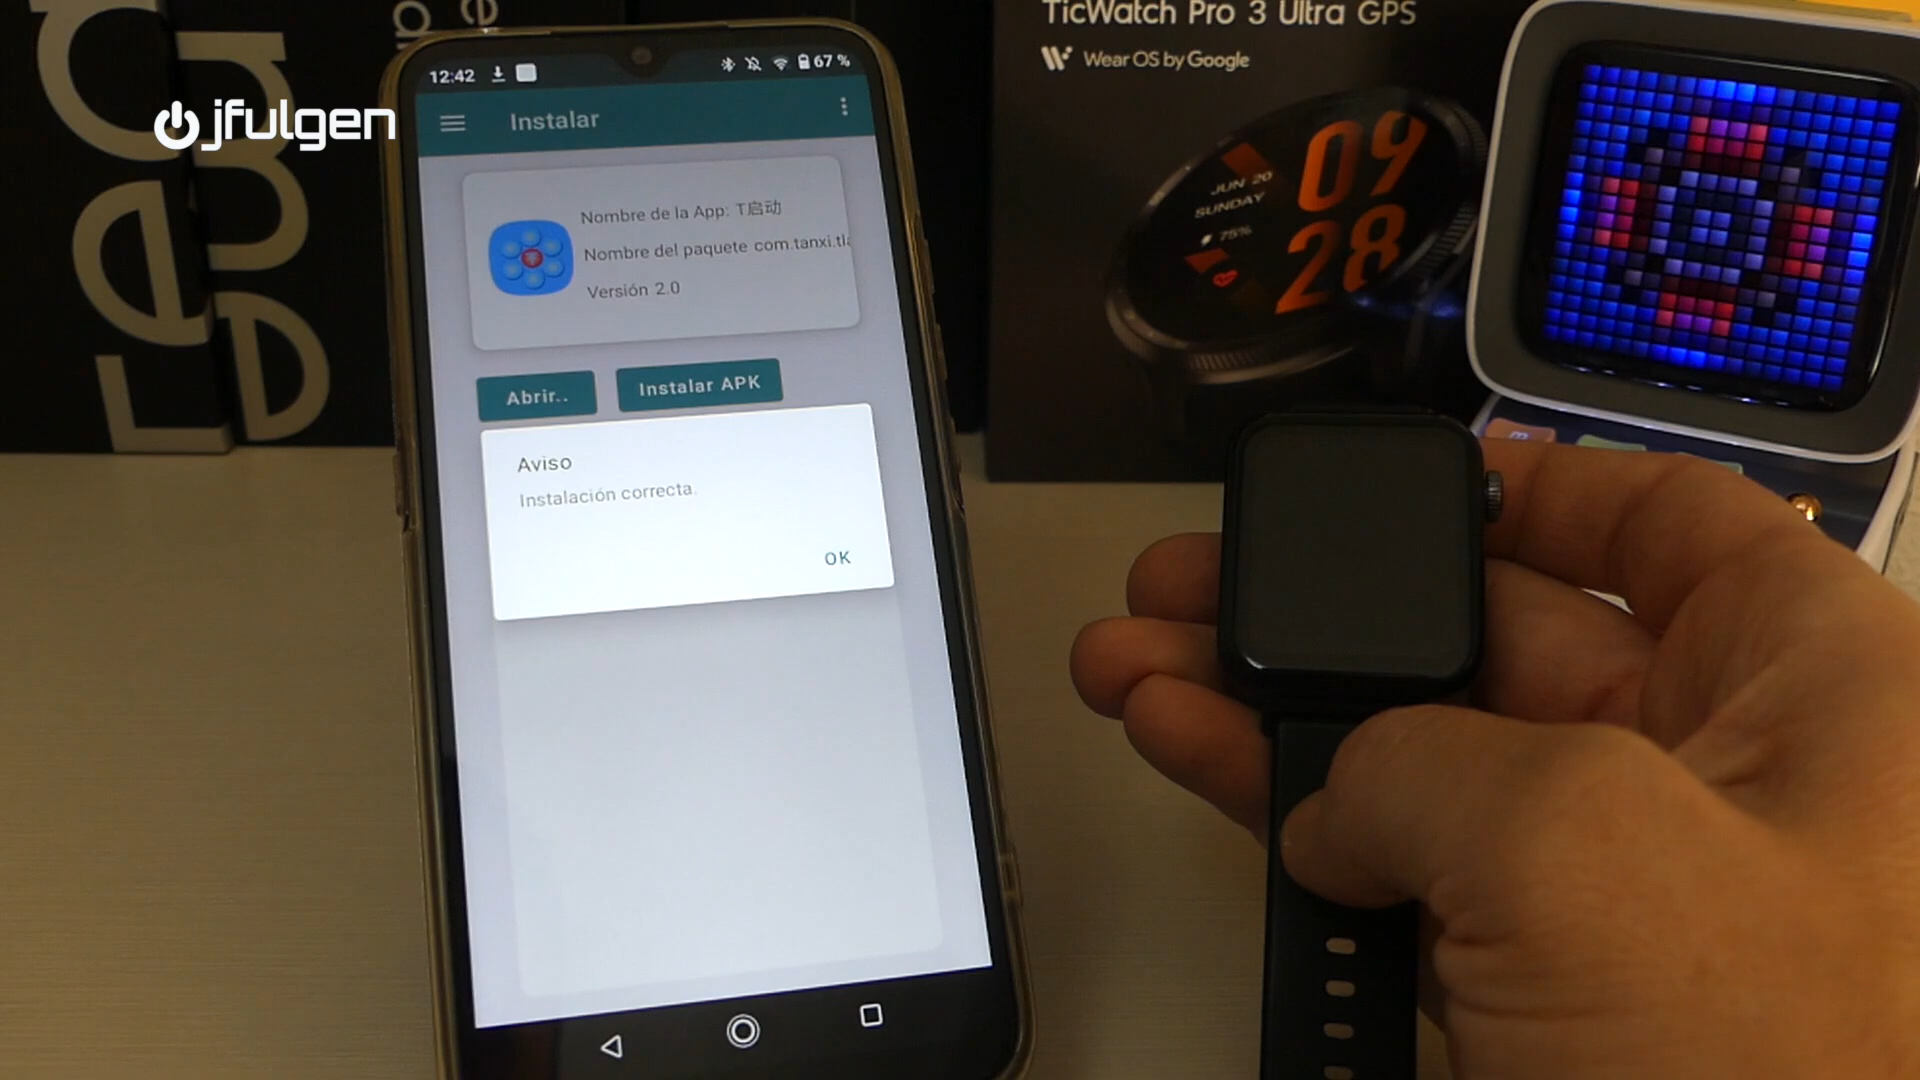 jfulgen
TicWatch Pro 3 Ultra GPS
Wear OS by Google
JUN 20
SUNDAY
75%
09
28
12:42
67 %
Instalar
Nombre de la App: T启动
Nombre del paquete com.tanxi.tla
Versión 2.0
Abrir..
Instalar APK
Aviso
Instalación correcta.
OK